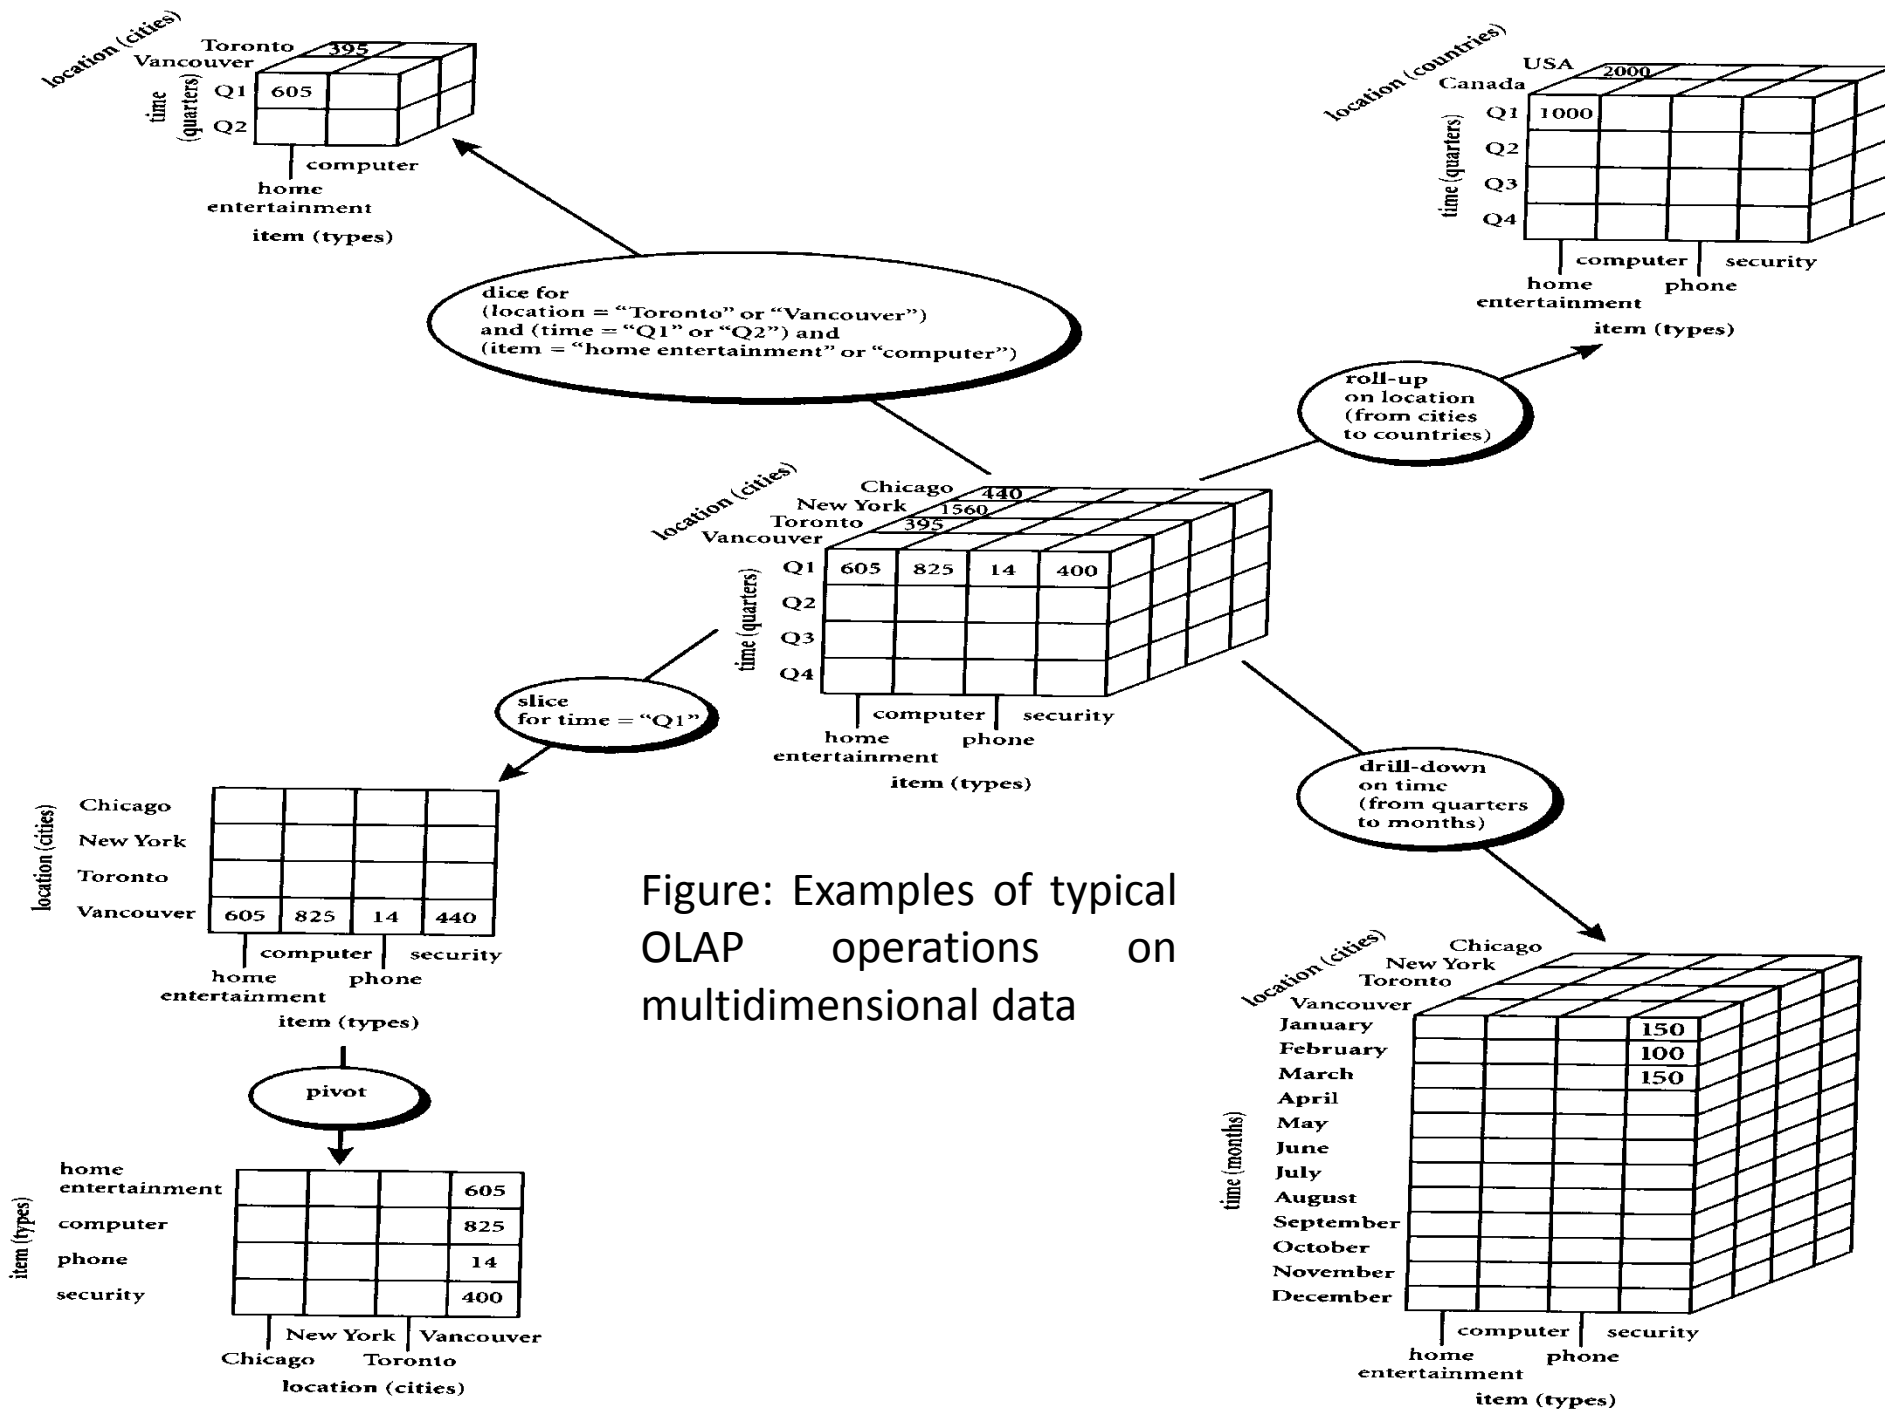 location (cities)
Toronto
395
Vancouver
time
(quarters)
Q1
605
Q2
computer
home
entertainment
item (types)
location (countries)
USA
2000
Canada
time (quarters)
Q1
1000
Q2
Q3
Q4
computer
security
home
phone
entertainment
item (types)
dice for
(location = “Toronto” or “Vancouver”)
and (time = “Q1” or “Q2”) and
(item = “home entertainment” or “computer”)
roll-up
on location
(from cities
to countries)
location (cities)
Chicago
440
New York
1560
Toronto
395
Vancouver
time (quarters)
Q1
605 825 14 400
Q2
Q3
Q4
computer
security
home
phone
entertainment
item (types)
slice
for time = “Q1”
drill-down
on time
(from quarters
to months)
location (cities)
Chicago
New York
Toronto
Vancouver
605 825 14 440
computer
security
home
phone
entertainment
item (types)
Figure: Examples of typical
OLAP operations on
multidimensional data
pivot
item (types)
home
entertainment
605
computer
825
phone
14
security
400
New York
Vancouver
Chicago
Toronto
location (cities)
location (cities)
Chicago
New York
Toronto
Vancouver
time (months)
January
150
February
100
March
150
April
May
June
July
August
September
October
November
December
computer
security
home
phone
entertainment
item (types)